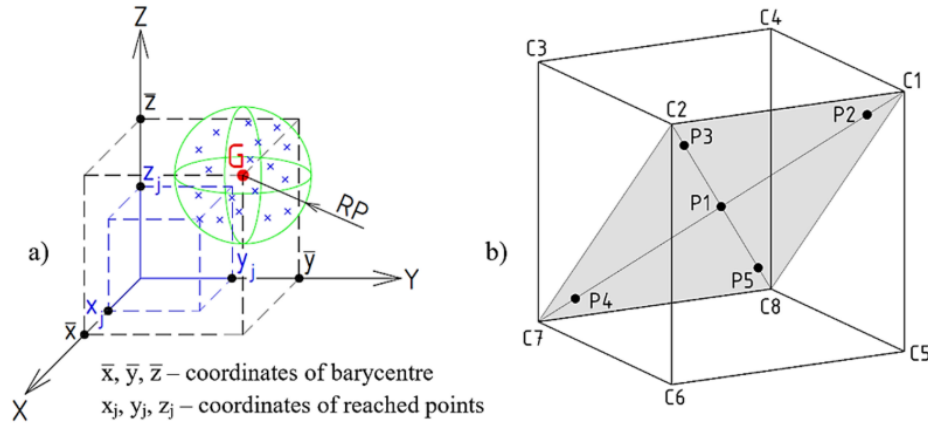 Z
z̅
G
z_j
RP
a)
y_j
y̅
Y
x_j
x̅
X
x̅, y̅, z̅ – coordinates of barycentre
x_j, y_j, z_j – coordinates of reached points
C4
C3
C1
C2
P2
P3
P1
b)
P4
P5
C7
C8
C5
C6